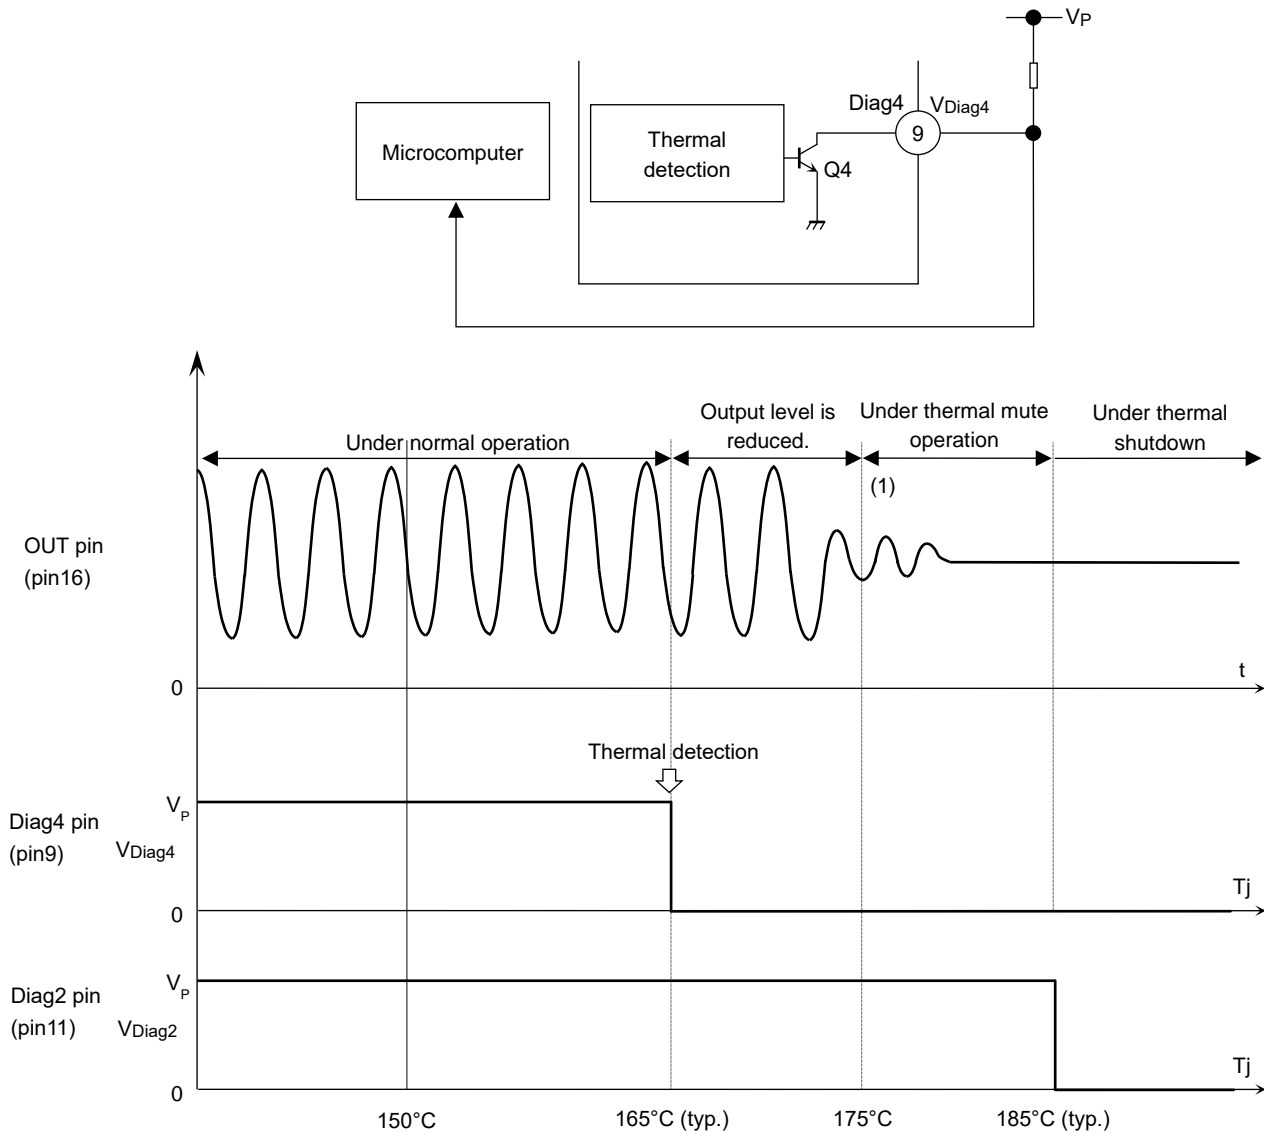 VP
Diag4
VDiag4
9
Microcomputer
Thermal
detection
Q4
Under normal operation
Output level is
reduced.
Under thermal mute
operation
Under thermal
shutdown
(1)
OUT pin
(pin16)
0
t
Thermal detection
VP
Diag4 pin
(pin9)
VDiag4
0
Tj
VP
Diag2 pin
(pin11)
VDiag2
0
Tj
150°C
165°C (typ.)
175°C
185°C (typ.)